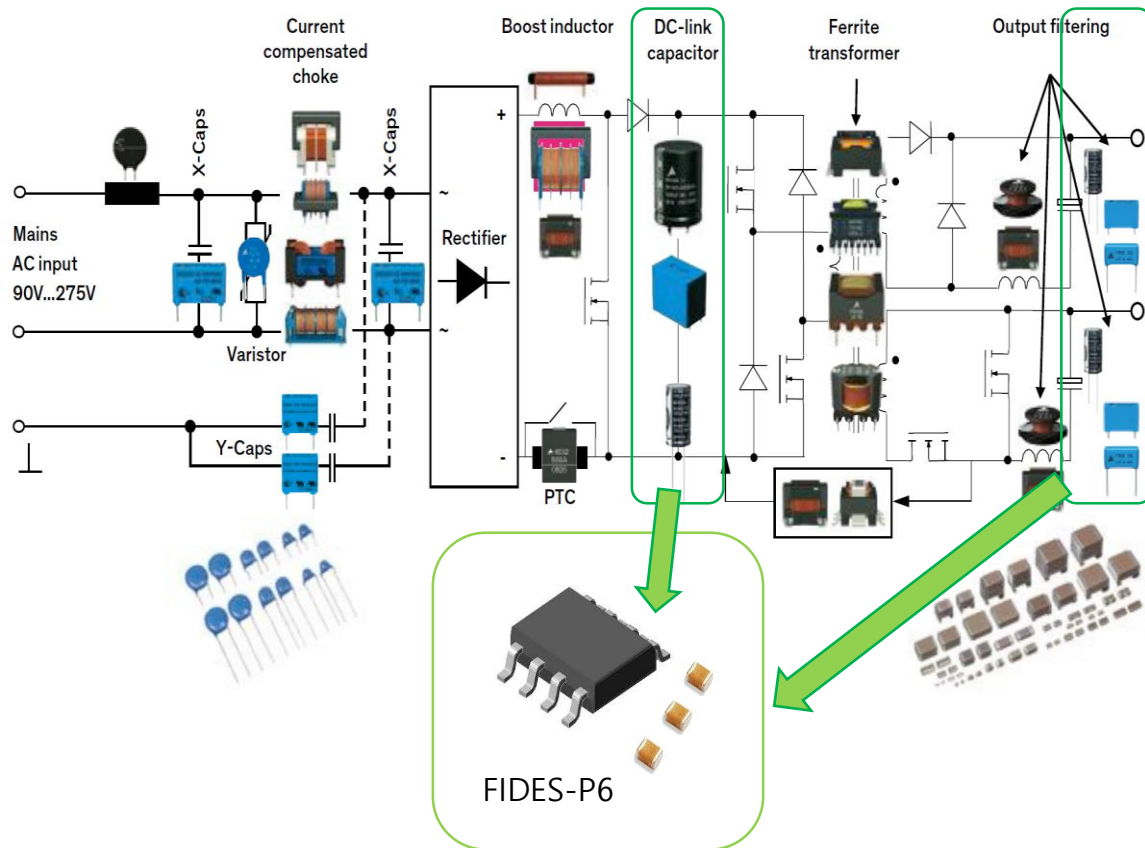 Current
compensated
choke
Boost inductor
DC-link
capacitor
Ferrite
transformer
Output filtering
X-Caps
X-Caps
+
~
Mains
AC input
90V...275V
Rectifier
Varistor
~
Y-Caps
-
PTC
FIDES-P6